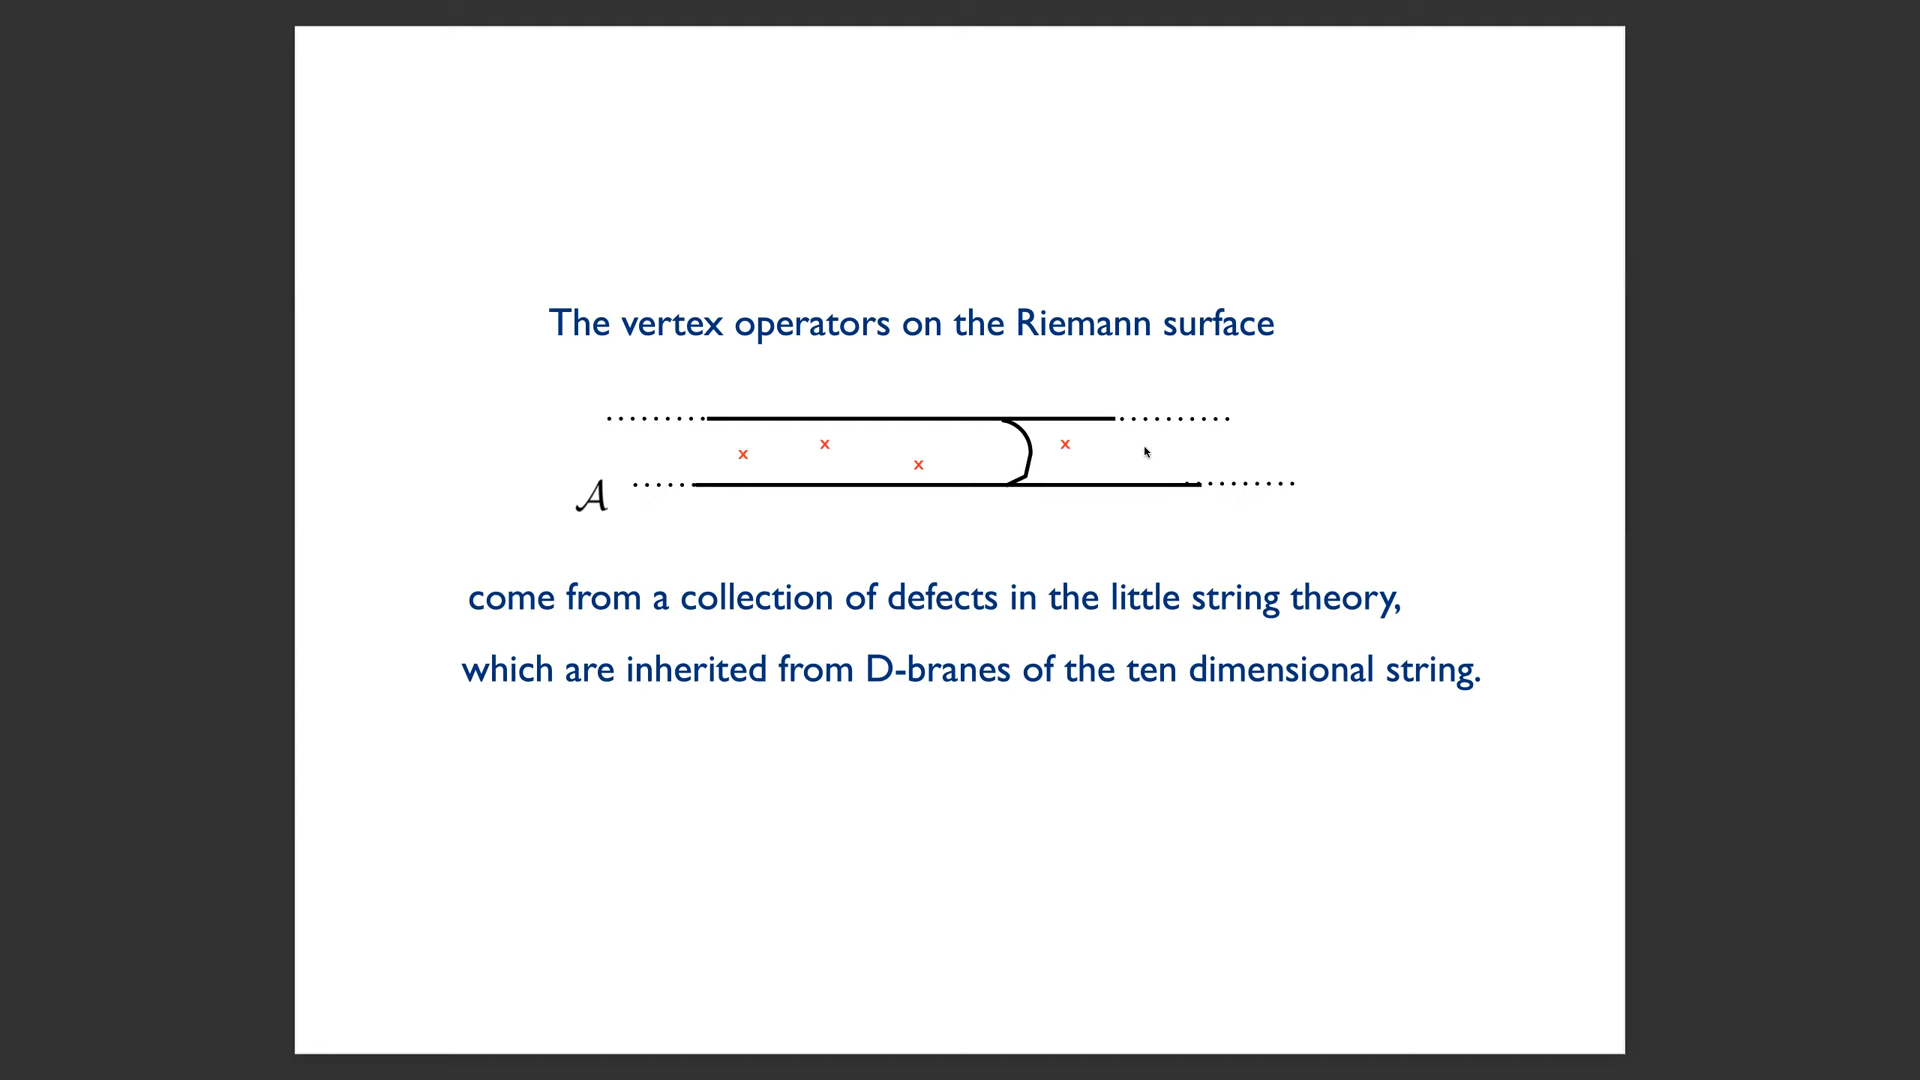 The vertex operators on the Riemann surface
x x x x
𝒜
come from a collection of defects in the little string theory,
which are inherited from D-branes of the ten dimensional string.